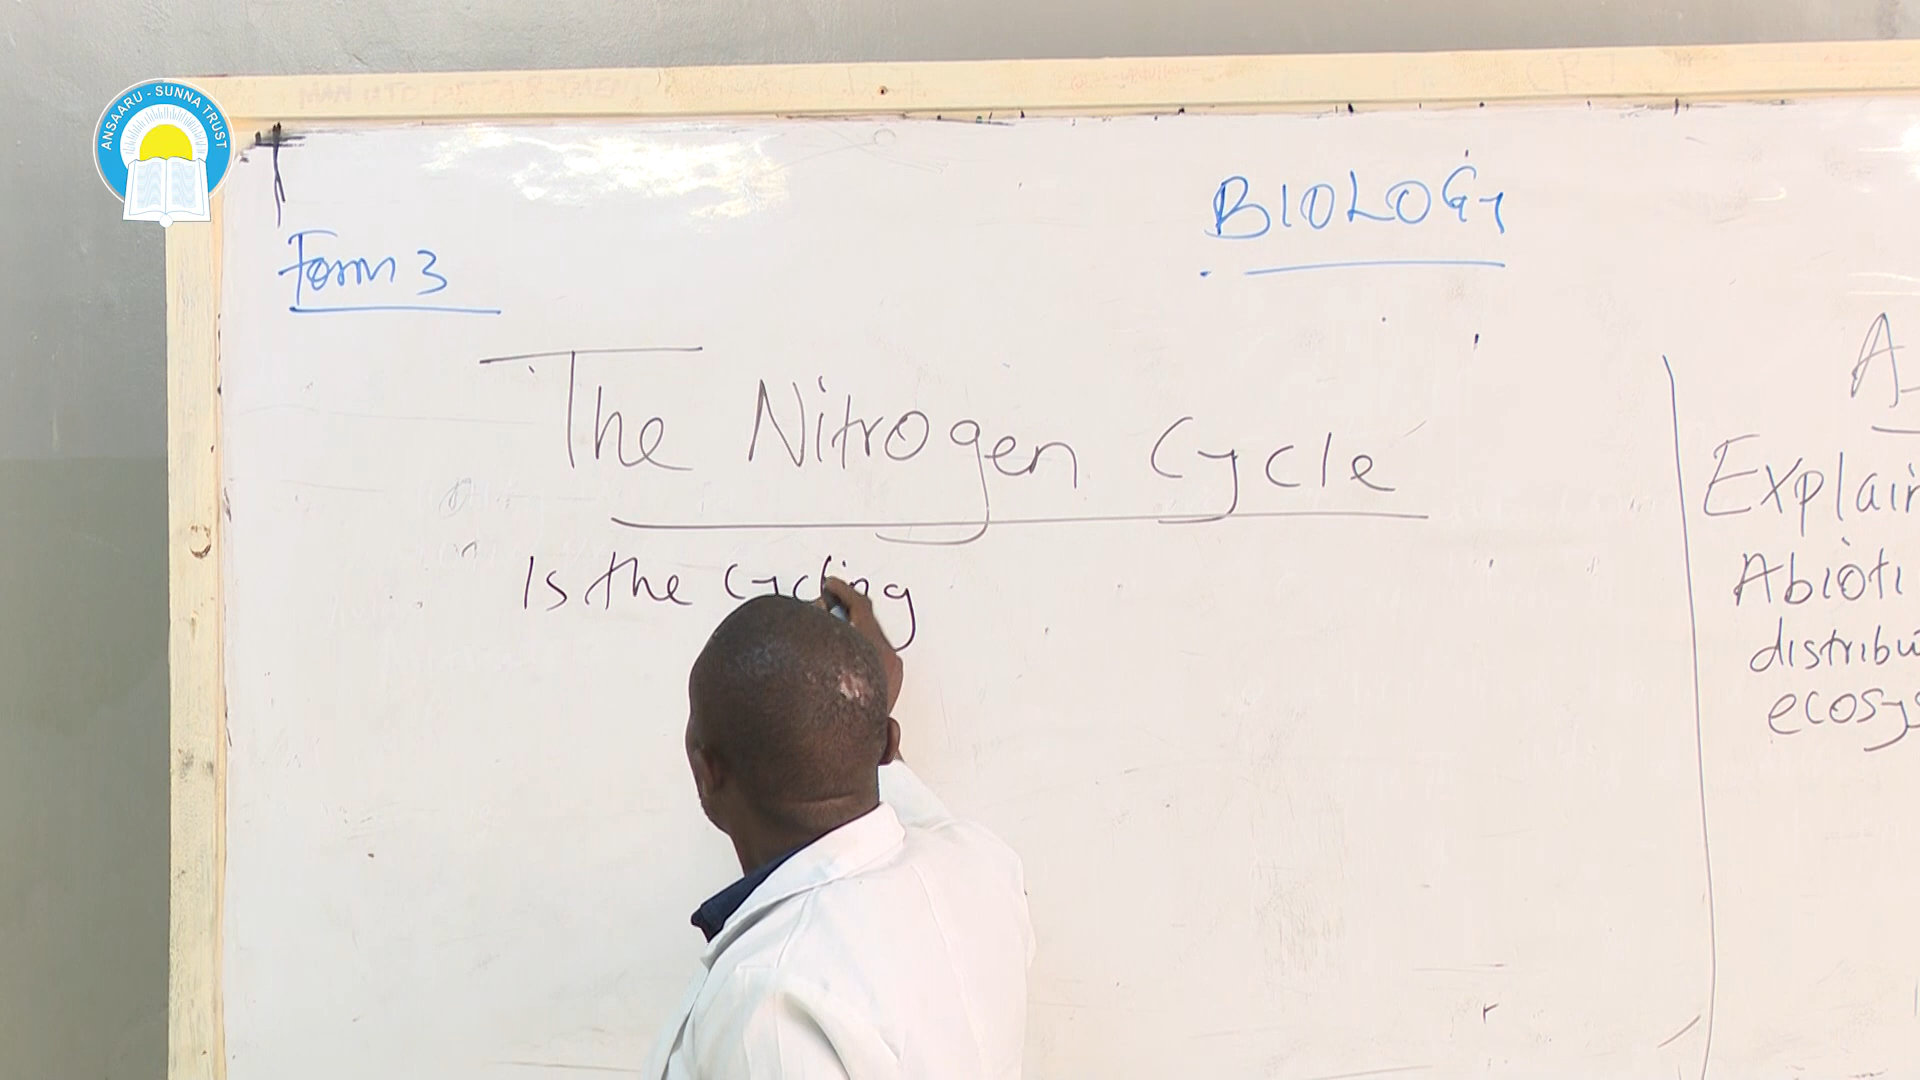 ANSAARU - SUNNA TRUST
BIOLOGY
Form 3
The Nitrogen Cycle
Is the cycling
A
Explain
Abioti
distribu
ecosys